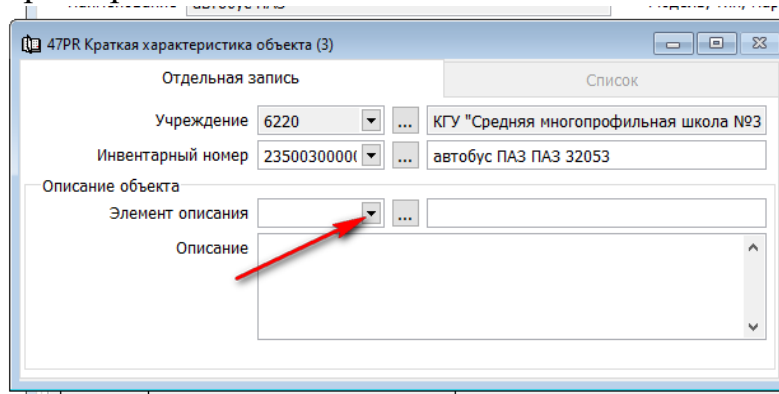 47PR Краткая характеристика объекта (3)
Отдельная запись Список
Учреждение 6220 ... КГУ "Средняя многопрофильная школа №3
Инвентарный номер 2350030000( ... автобус ПАЗ ПАЗ 32053
Описание объекта
Элемент описания ...
Описание